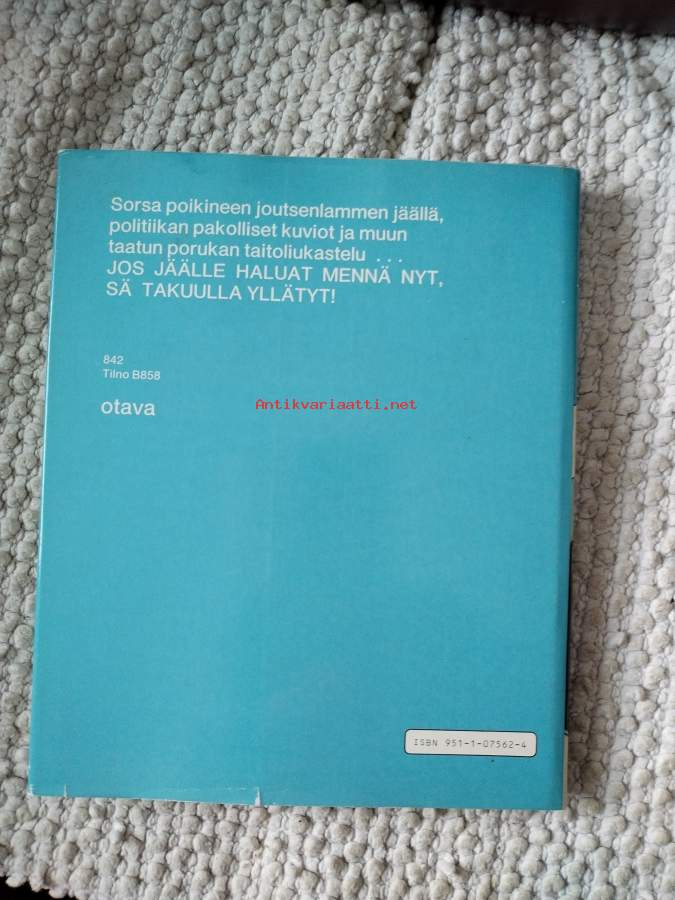 Sorsa poikineen joutsenlammen jäällä,
politiikan pakolliset kuviot ja muun
taatun porukan taitoliukastelu ...
JOS JÄÄLLE HALUAT MENNÄ NYT,
SÄ TAKUULLA YLLÄTYT!
842
Tilno B858
otava
Antikvariaatti.net
ISBN 951-1-07562-4